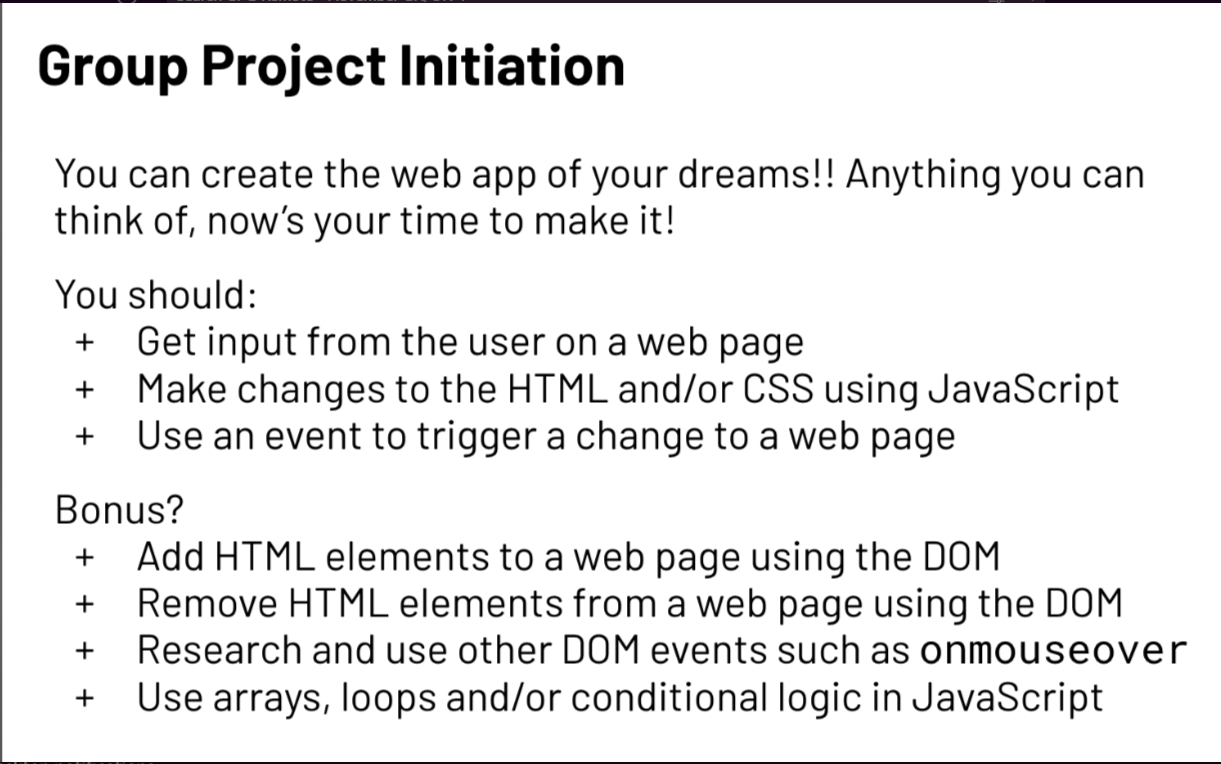 Group Project Initiation
You can create the web app of your dreams!! Anything you can
think of, now's your time to make it!
You should:
+ Get input from the user on a web page
+ Make changes to the HTML and/or CSS using JavaScript
+ Use an event to trigger a change to a web page
Bonus?
+ Add HTML elements to a web page using the DOM
+ Remove HTML elements from a web page using the DOM
+ Research and use other DOM events such as onmouseover
+ Use arrays, loops and/or conditional logic in JavaScript